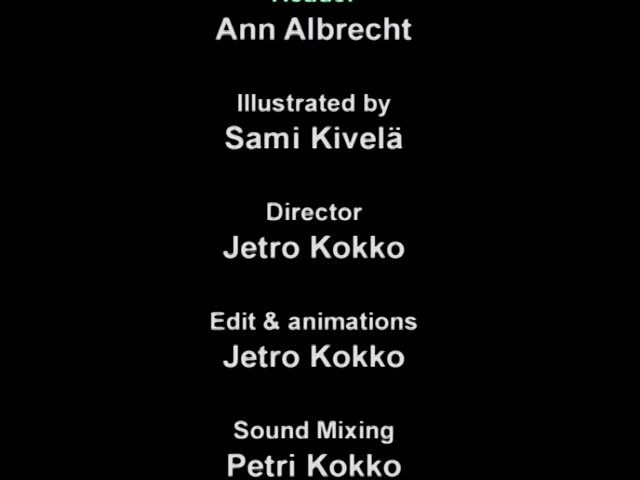 Ann Albrecht
Illustrated by
Sami Kivelä
Director
Jetro Kokko
Edit & animations
Jetro Kokko
Sound Mixing
Petri Kokko